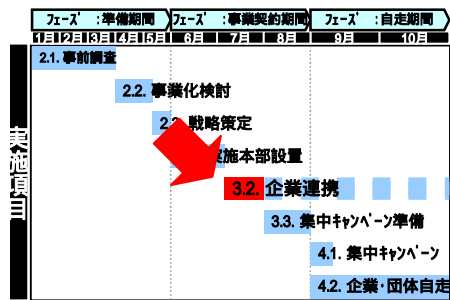 ﾌｪｰｽﾞ :準備期間 ﾌｪｰｽﾞ :事業契約期間 ﾌｪｰｽﾞ :自走期間
1月 2月 3月 4月 5月 6月 7月 8月 9月 10月
実施項目
2.1. 事前調査
2.2. 事業化検討
戦略策定
実施本部設置
3.2. 企業連携
3.3. 集中ｷｬﾝﾍﾟｰﾝ準備
4.1. 集中ｷｬﾝﾍﾟｰﾝ
4.2. 企業・団体自走